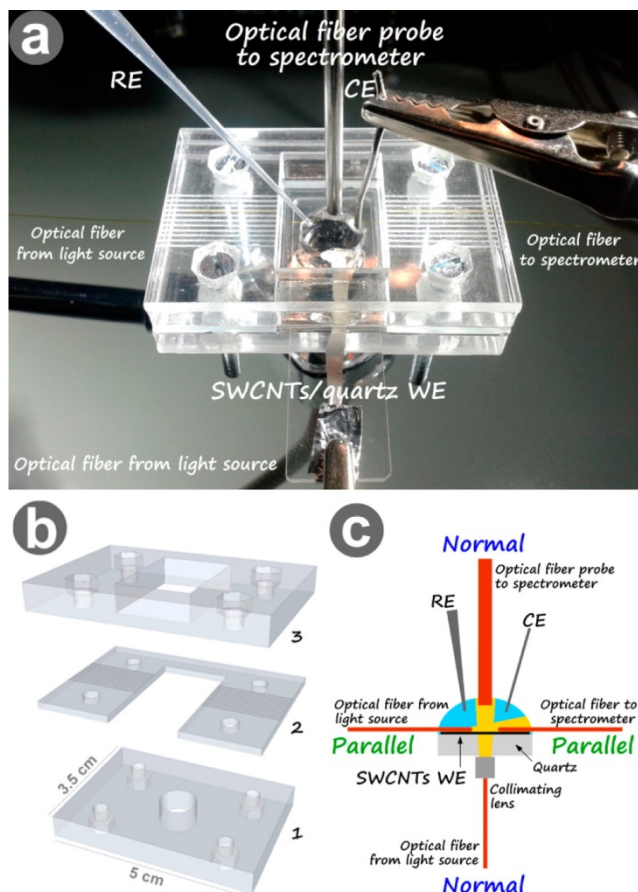 a
Optical fiber probe
to spectrometer
RE
CE
9
Optical fiber
from light source
Optical fiber
to spectrometer
SWCNTs/quartz WE
Optical fiber from light source
b
3
2
1
3.5 cm
5 cm
c
Normal
Optical fiber probe
to spectrometer
RE
CE
Optical fiber from
light source
Optical fiber to
spectrometer
Parallel
Parallel
SWCNTs WE
Quartz
Collimating
lens
Optical fiber
from light source
Normal